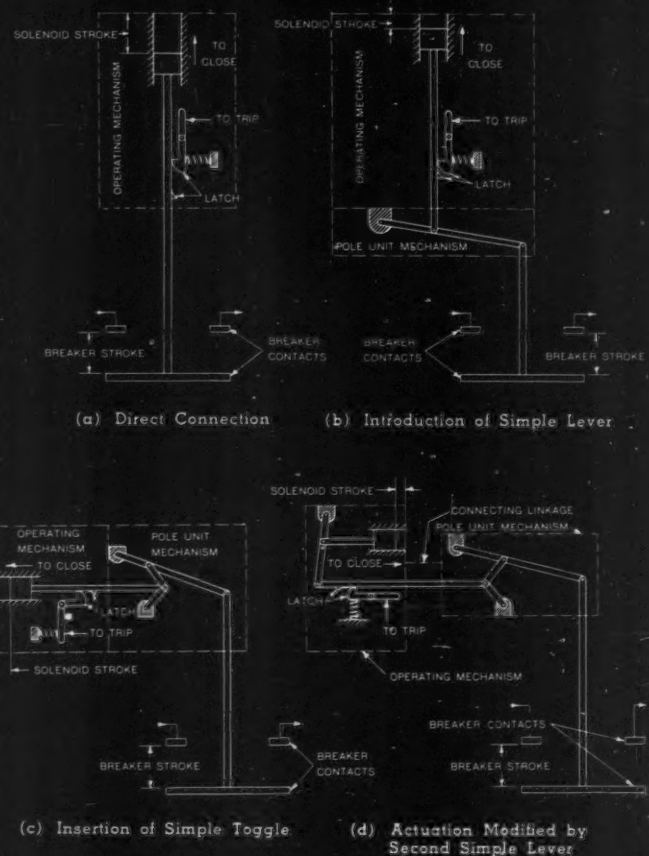 SOLENOID STROKE
TO
CLOSE
OPERATING MECHANISM
TO TRIP
LATCH
BREAKER STROKE
BREAKER
CONTACTS
(a) Direct Connection
SOLENOID STROKE
TO
CLOSE
OPERATING MECHANISM
TO TRIP
LATCH
POLE UNIT MECHANISM
BREAKER
CONTACTS
BREAKER STROKE
(b) Introduction of Simple Lever
OPERATING
MECHANISM
POLE UNIT
MECHANISM
TO CLOSE
LATCH
TO TRIP
SOLENOID STROKE
BREAKER STROKE
BREAKER
CONTACTS
(c) Insertion of Simple Toggle
SOLENOID STROKE
CONNECTING LINKAGE
POLE UNIT MECHANISM
TO CLOSE
LATCH
TO TRIP
OPERATING MECHANISM
BREAKER CONTACTS
BREAKER STROKE
(d) Actuation Modified by
Second Simple Lever